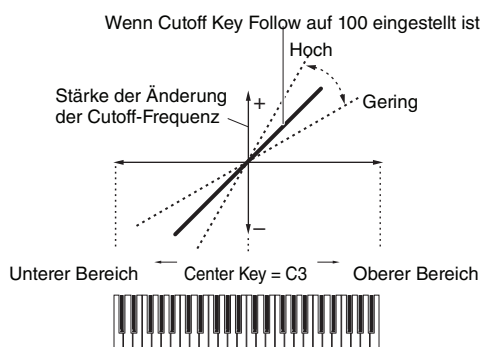 Wenn Cutoff Key Follow auf 100 eingestellt ist
Hoch
Stärke der Änderung
der Cutoff-Frequenz
+
Gering
–
Unterer Bereich
Center Key = C3
Oberer Bereich